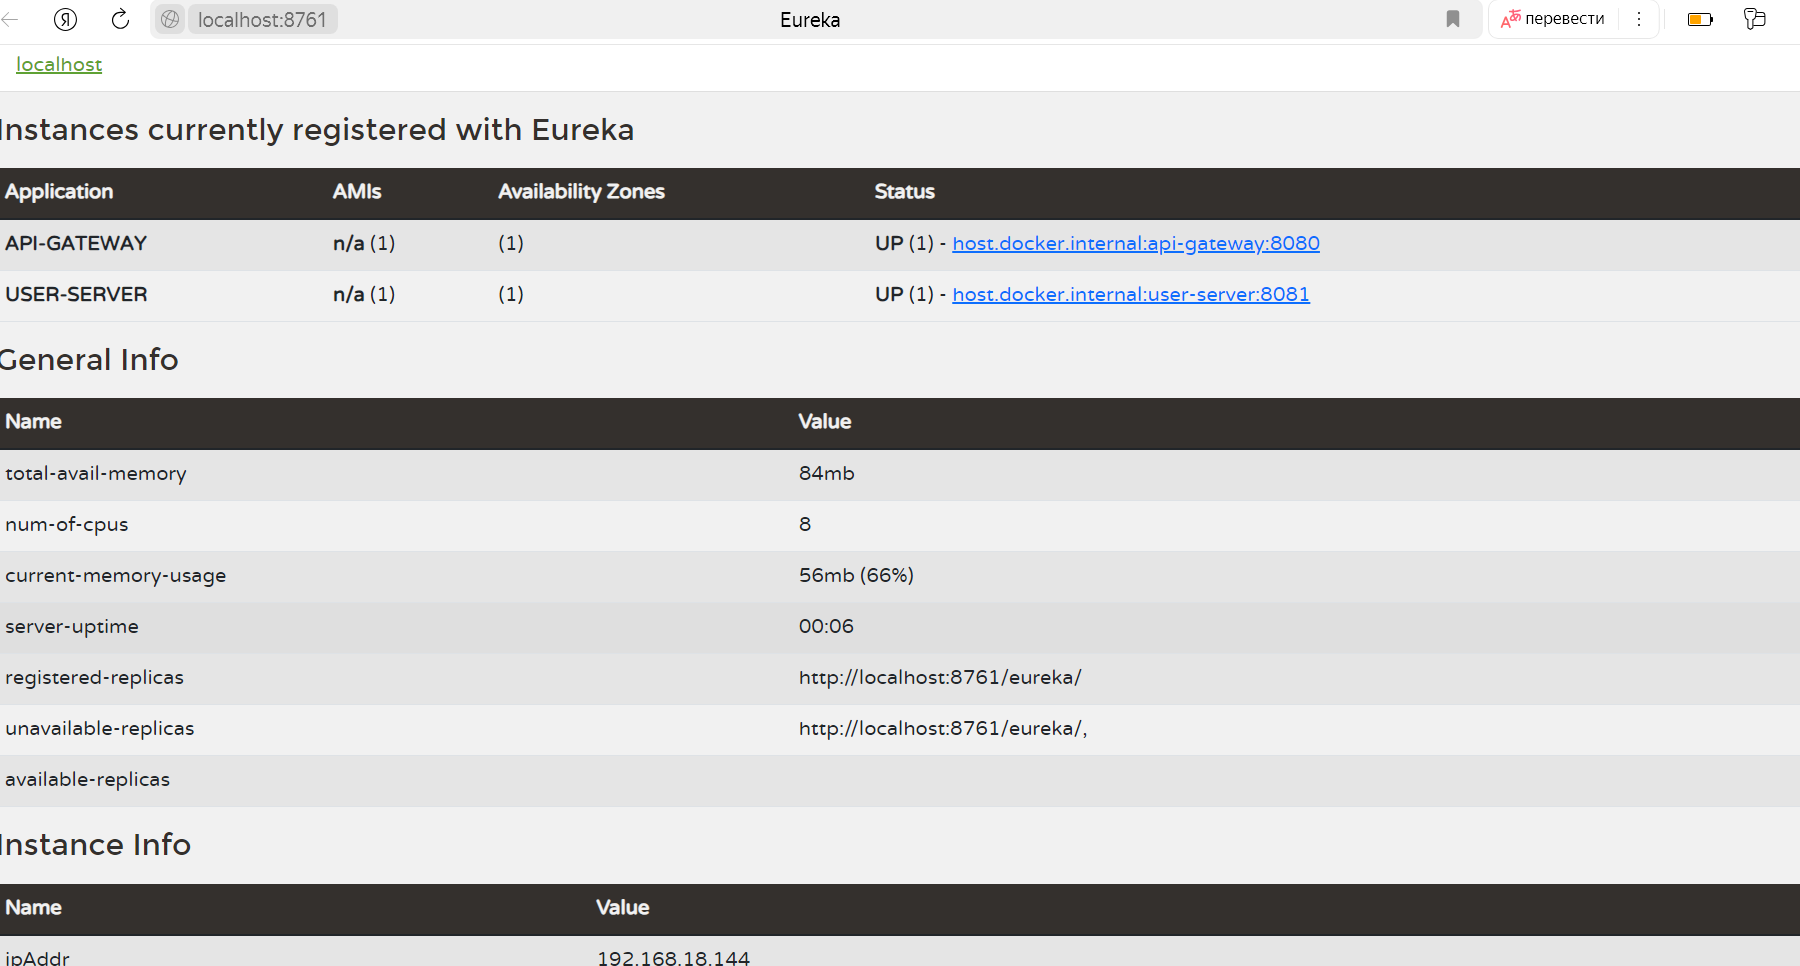 Я localhost:8761 Eureka перевести
localhost
Instances currently registered with Eureka
Application AMIs Availability Zones Status
API-GATEWAY n/a (1) (1) UP (1) - host.docker.internal:api-gateway:8080
USER-SERVER n/a (1) (1) UP (1) - host.docker.internal:user-server:8081
General Info
Name Value
total-avail-memory 84mb
num-of-cpus 8
current-memory-usage 56mb (66%)
server-uptime 00:06
registered-replicas http://localhost:8761/eureka/
unavailable-replicas http://localhost:8761/eureka/,
available-replicas
Instance Info
Name Value
ipAddr 192.168.18.144